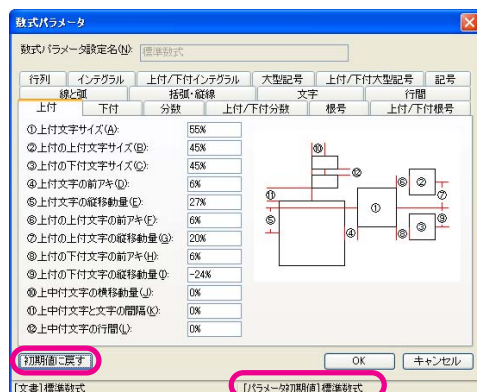 数式パラメータ
数式パラメータ設定名(N): 標準数式
行列 インテグラル 上付/下付インテグラル 大型記号 上付/下付大型記号 記号
線と弧 括弧・縦線 文字 行間
上付 下付 分数 上付/下付分数 根号 上付/下付根号
①上付文字サイズ(A): 55%
②上付の上付文字サイズ(B): 45%
③上付の下付文字サイズ(C): 45%
④上付文字の前アキ(D): 6%
⑤上付文字の縦移動量(E): 27%
⑥上付の上付文字の前アキ(F): 6%
⑦上付の上付文字の縦移動量(G): 20%
⑧上付の下付文字の前アキ(H): 6%
⑨上付の下付文字の縦移動量(I): -24%
⑩上中付文字の横移動量(J): 0%
⑪上中付文字と文字の間隔(K): 0%
⑫上中付文字の行間(L): 0%
⑩
⑫
⑪
⑤
④
①
⑥
②
⑦
⑨
⑧
③
初期値に戻す OK キャンセル
[文書]標準数式 [パラメータ初期値]標準数式